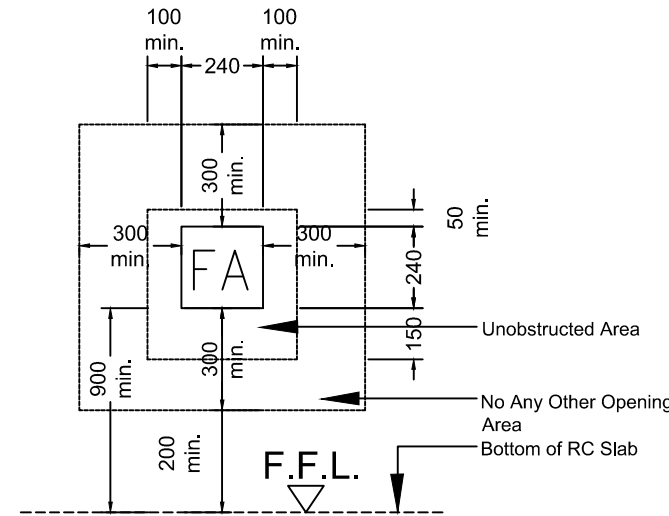 100
min.
100
min.
240
300
min.
50
min.
300
min.
300
min.
FA
240
Unobstructed Area
150
300
900
min.
No Any Other Opening
Area
Bottom of RC Slab
200
min.
F.F.L.